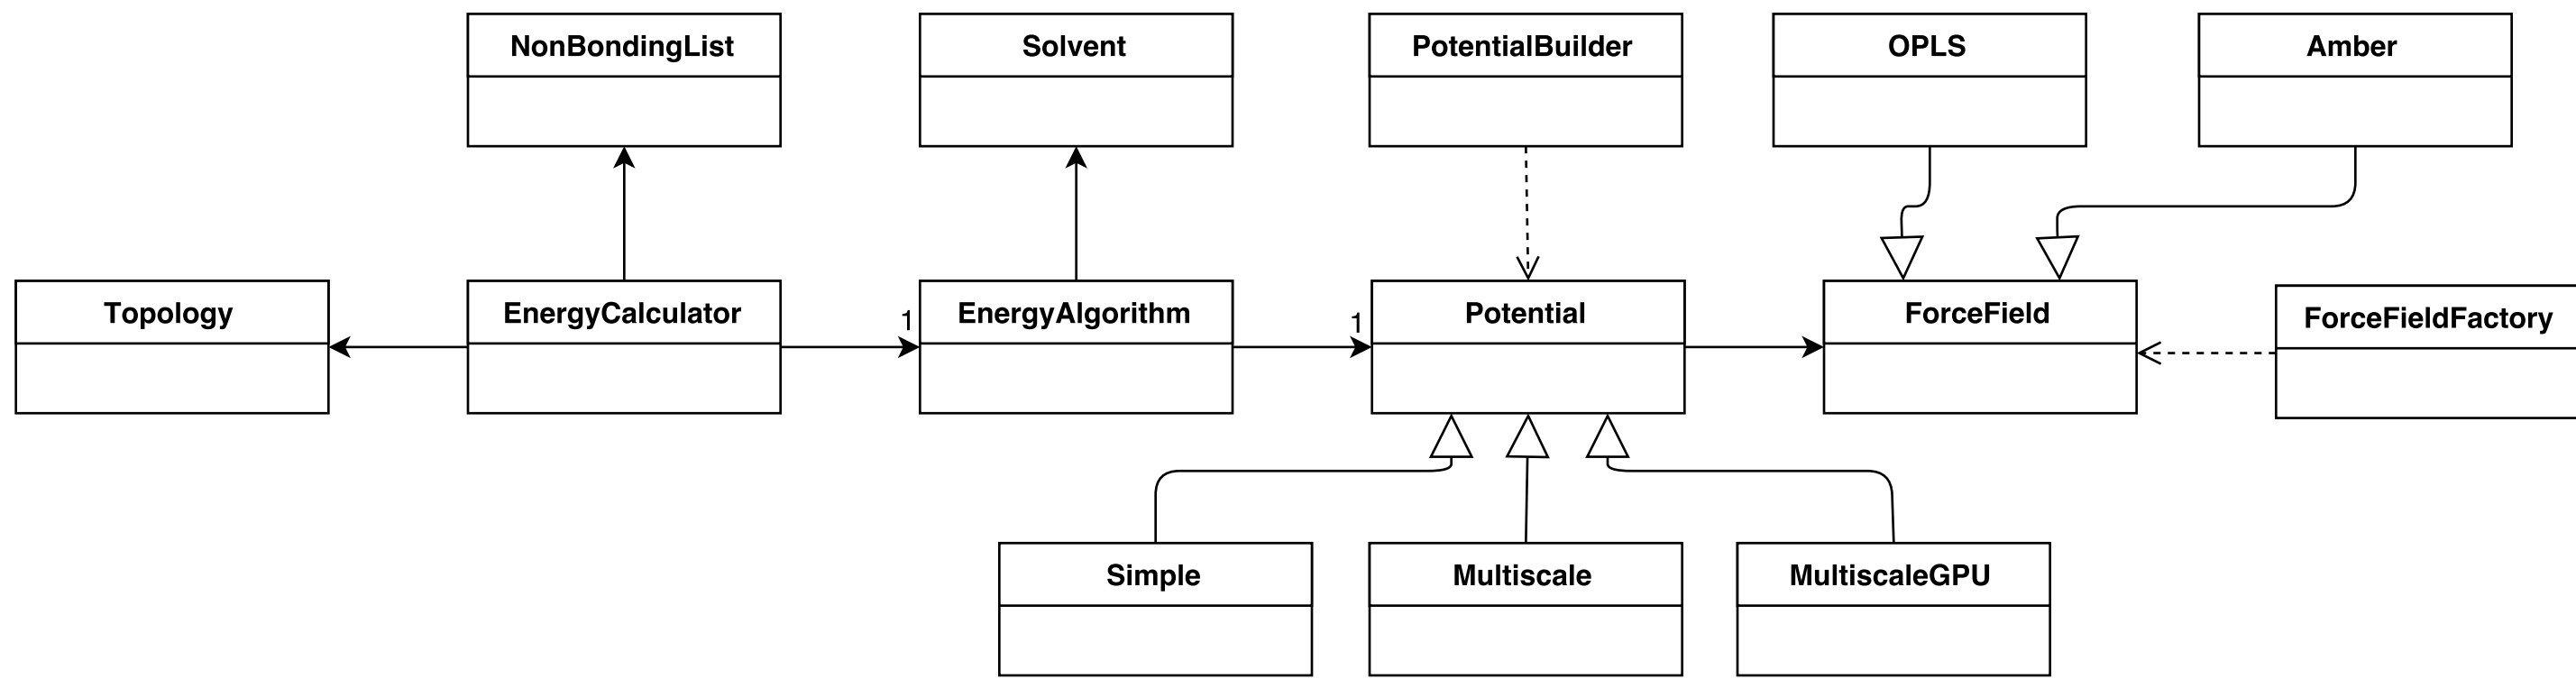 NonBondingList
Solvent
PotentialBuilder
OPLS
Amber
Topology
EnergyCalculator
1
EnergyAlgorithm
1
Potential
ForceField
ForceFieldFactory
Simple
Multiscale
MultiscaleGPU